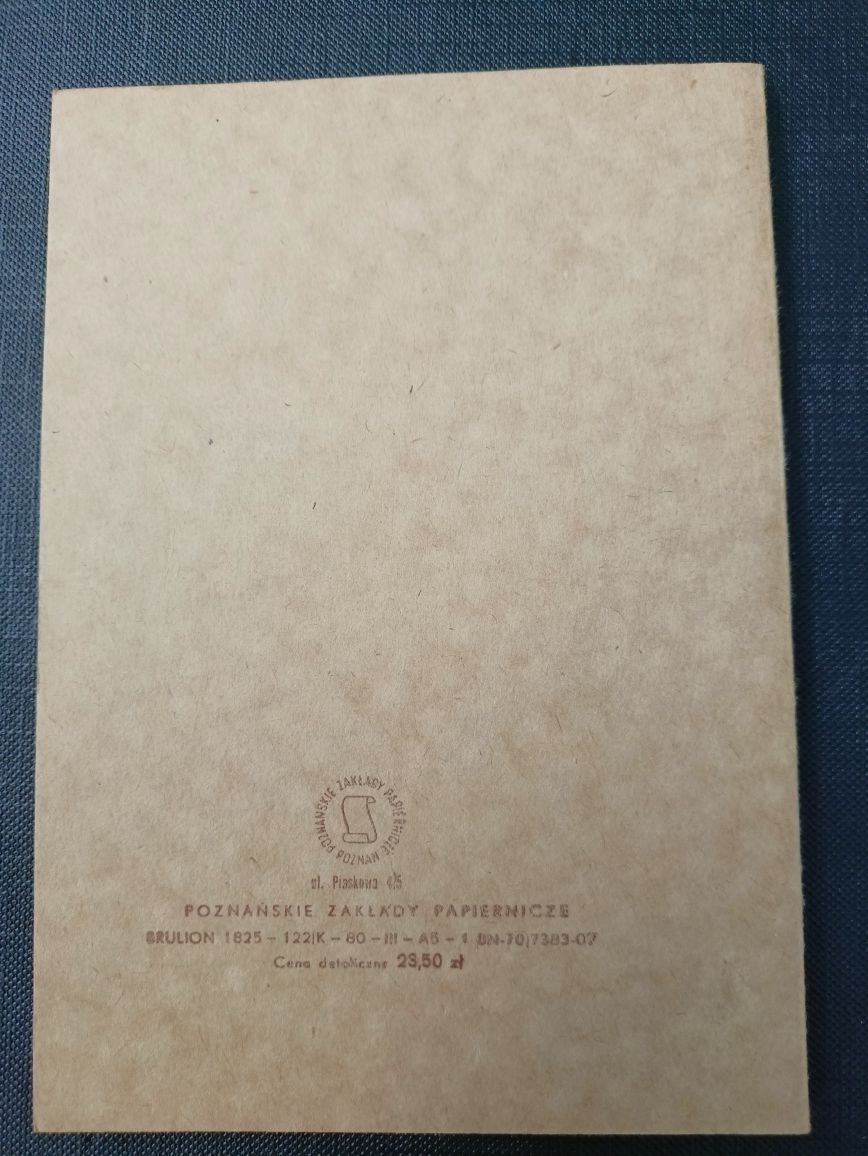 POZNAŃSKIE ZAKŁADY PAPIERNICZE POZNAŃ
ul. Piaskowa 4/5
POZNAŃSKIE ZAKŁADY PAPIERNICZE
BRULION 1825 - 122|K - 80 - III - A5 - 1 BN-70|7383-07
Cena detaliczna 23,50 zł